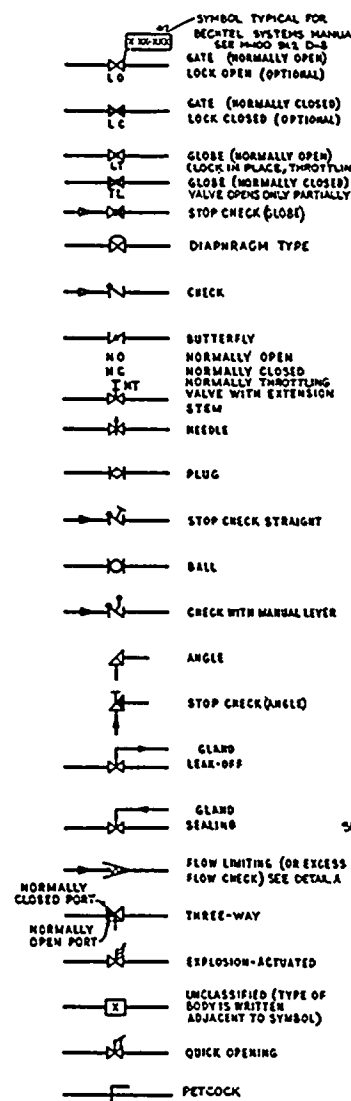 SYMBOL TYPICAL FOR
X XX-XXX
BECHTEL SYSTEMS MANUA
SEE M-100
GATE (NORMALLY OPEN)
LO
LOCK OPEN (OPTIONAL)
GATE (NORMALLY CLOSED)
LC
LOCK CLOSED (OPTIONAL)
GLOBE (NORMALLY OPEN)
LT
(LOCK IN PLACE, THROTTLIN
GLOBE (NORMALLY CLOSED)
TL
VALVE OPENS ONLY PARTIALLY
STOP CHECK (GLOBE)
DIAPHRAGM TYPE
CHECK
BUTTERFLY
NO NORMALLY OPEN
NC NORMALLY CLOSED
NT NORMALLY THROTTLING
VALVE WITH EXTENSION
STEM
NEEDLE
PLUG
STOP CHECK STRAIGHT
BALL
CHECK WITH MANUAL LEVER
ANGLE
STOP CHECK (ANGLE)
GLAND
LEAK-OFF
GLAND
SEALING
FLOW LIMITING (OR EXCESS
FLOW CHECK) SEE DETAIL A
NORMALLY
CLOSED PORT
THREE-WAY
NORMALLY
OPEN PORT
EXPLOSION-ACTUATED
UNCLASSIFIED (TYPE OF
X
BODY IS WRITTEN
ADJACENT TO SYMBOL)
QUICK OPENING
PETCOCK